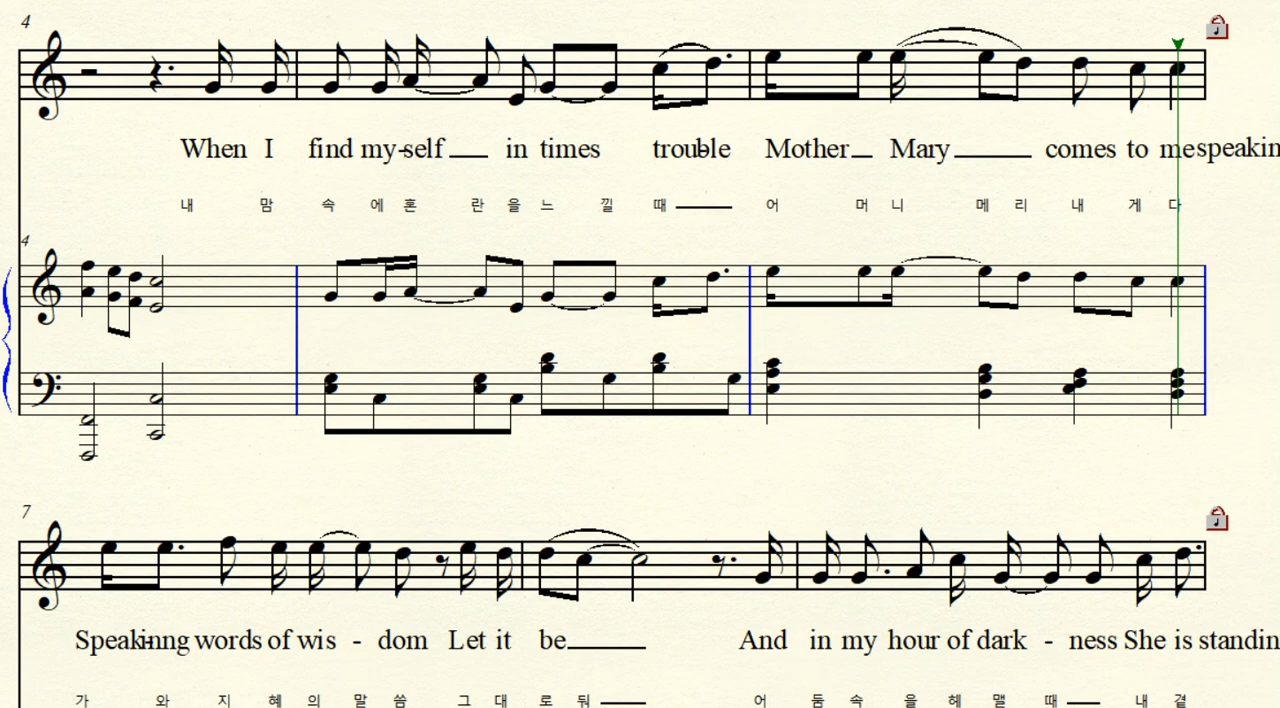 4
When I find my-self in times trouble Mother Mary comes to me speakin
내 맘 속 에 혼 란 을 느 낄 때 어 머 니 메 리 내 게 다
4
7
Speakinng words of wis - dom Let it be And in my hour of dark - ness She is standin
가 와 지 혜 의 말 씀 그 대 로 둬 어 둠 속 을 헤 맬 때 내 곁